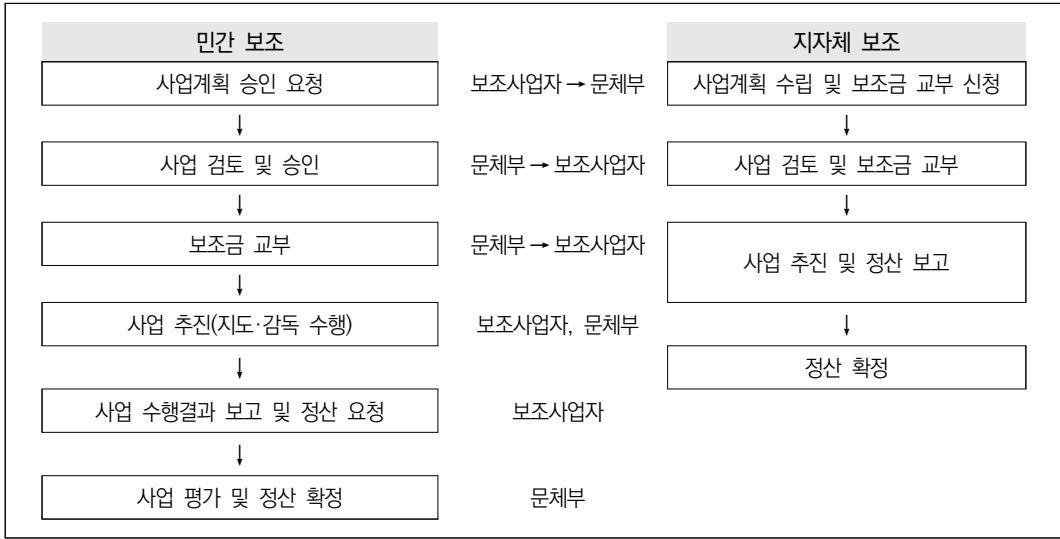 민간 보조
지자체 보조
사업계획 승인 요청
보조사업자 → 문체부
사업계획 수립 및 보조금 교부 신청
↓
↓
사업 검토 및 승인
문체부 → 보조사업자
사업 검토 및 보조금 교부
↓
↓
보조금 교부
문체부 → 보조사업자
사업 추진 및 정산 보고
↓
사업 추진(지도·감독 수행)
보조사업자, 문체부
↓
정산 확정
↓
사업 수행결과 보고 및 정산 요청
보조사업자
↓
사업 평가 및 정산 확정
문체부